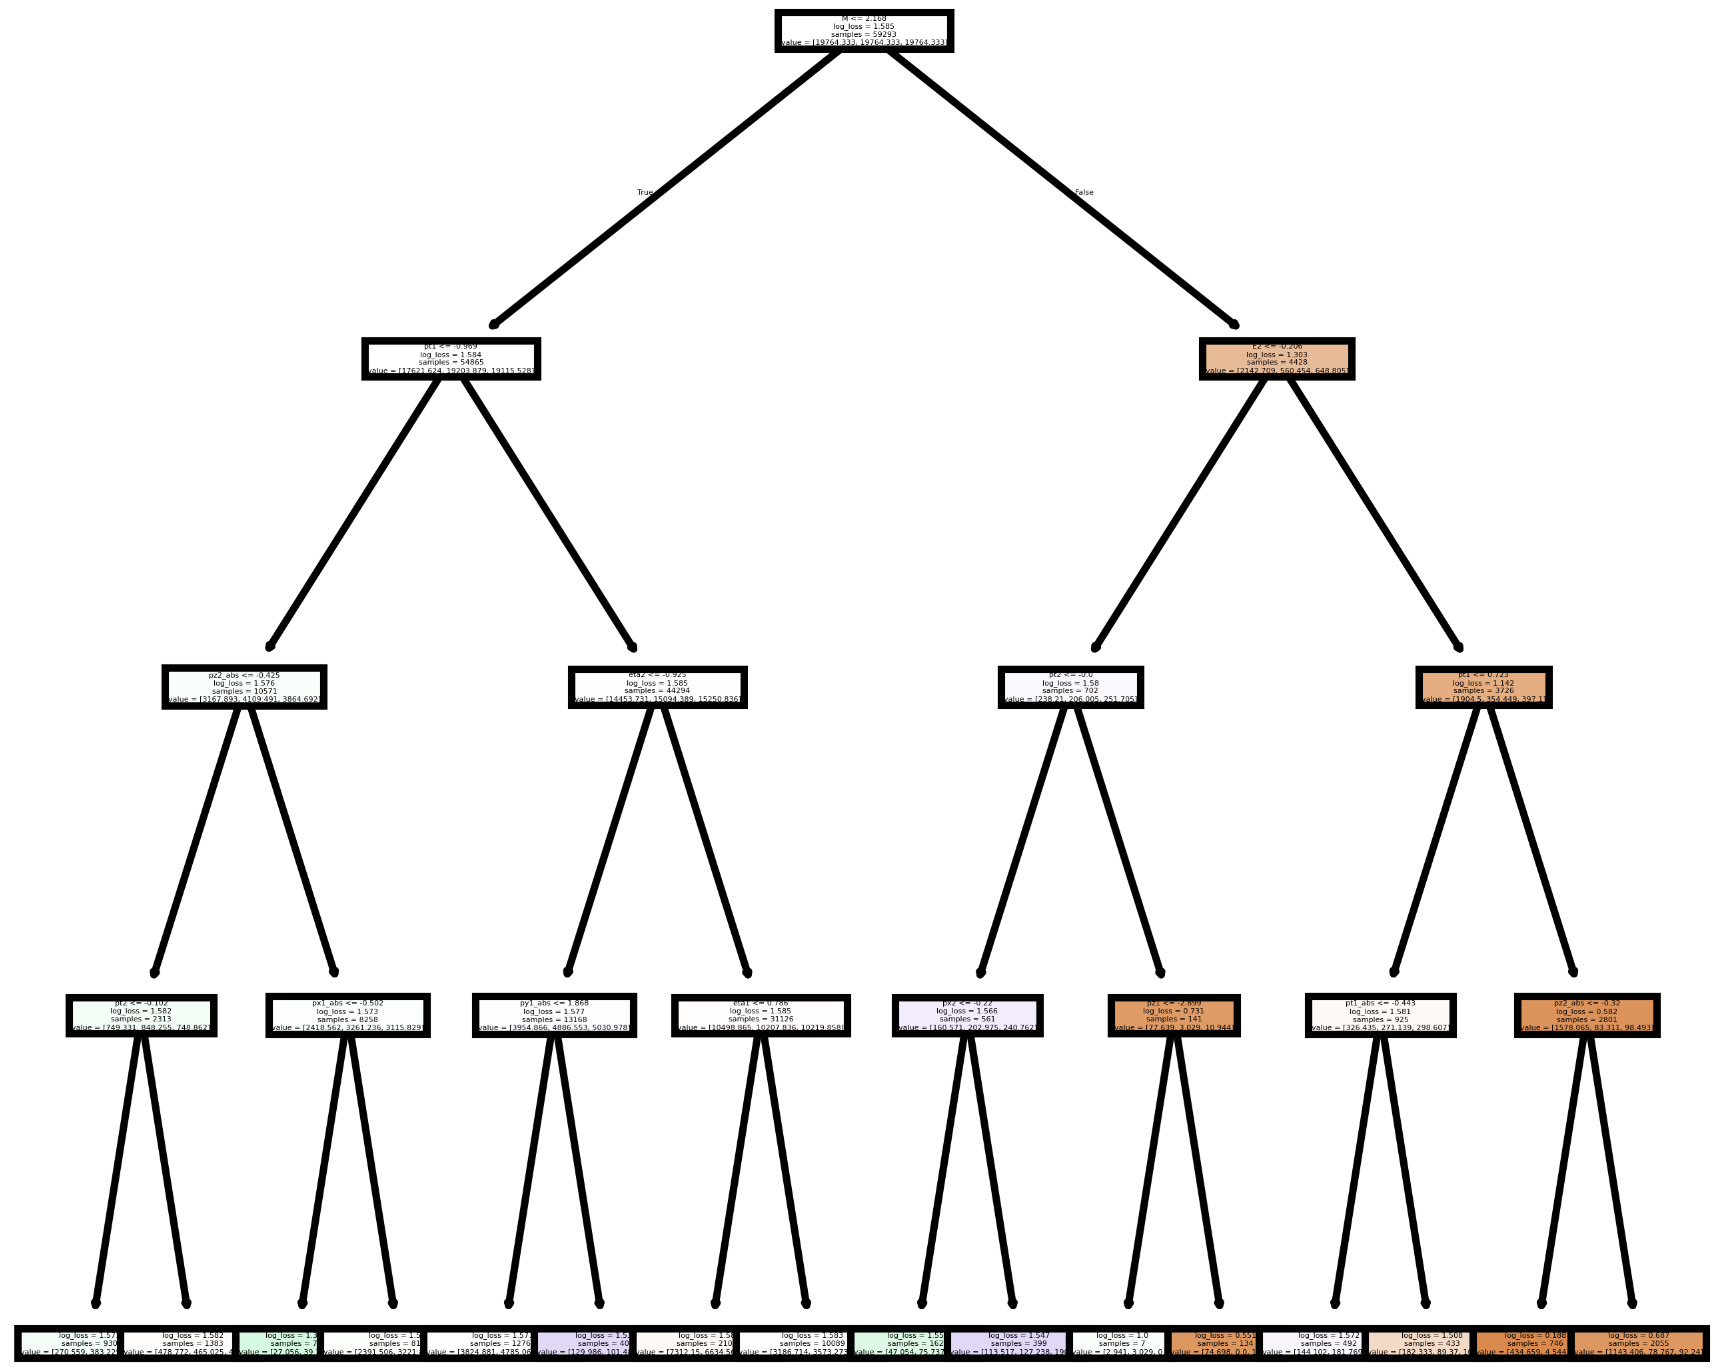 M <= 2.168
log_loss = 1.585
samples = 59293
value = [19764.333, 19764.333, 19764.333]
True
False
pt1 <= -0.969
log_loss = 1.584
samples = 54865
value = [17621.624, 19203.879, 19115.528]
E2 <= -0.206
log_loss = 1.303
samples = 4428
value = [2142.709, 560.454, 648.805]
pz2_abs <= -0.425
log_loss = 1.576
samples = 10571
value = [3167.893, 4109.491, 3864.692]
eta2 <= -0.925
log_loss = 1.585
samples = 44294
value = [14453.731, 15094.389, 15250.836]
pt2 <= -0.0
log_loss = 1.58
samples = 702
value = [238.21, 206.005, 251.705]
pt1 <= 0.723
log_loss = 1.142
samples = 3726
value = [1904.5, 354.449, 397.1
pt2 <= -0.102
log_loss = 1.582
samples = 2313
value = [749.331, 848.255, 748.862]
px1_abs <= -0.502
log_loss = 1.573
samples = 8258
value = [2418.562, 3261.236, 3115.829]
py1_abs <= 1.868
log_loss = 1.577
samples = 13168
value = [3954.866, 4886.553, 5030.978]
eta1 <= 0.786
log_loss = 1.585
samples = 31126
value = [10498.865, 10207.836, 10219.858]
px2 <= -0.22
log_loss = 1.566
samples = 561
value = [160.571, 202.975, 240.762]
pz1 <= -2.899
log_loss = 0.731
samples = 141
value = [77.639, 3.029, 10.944]
pt1_abs <= -0.443
log_loss = 1.581
samples = 925
value = [326.435, 271.139, 298.607]
pz2_abs <= -0.32
log_loss = 0.582
samples = 2801
value = [1578.065, 83.311, 98.493]
log_loss = 1.57
samples = 930
value = [270.559, 383.22
log_loss = 1.582
samples = 1383
value = [478.772, 465.025,
log_loss = 1.3
samples = 7
value = [27.056, 39.
log_loss = 1.5
samples = 81
value = [2391.506, 3221.
log_loss = 1.57
samples = 1276
value = [3824.881, 4785.06
log_loss = 1.5
samples = 40
value = [129.986, 101.4
log_loss = 1.58
samples = 210
value = [7312.15, 6634.5
log_loss = 1.583
samples = 10089
value = [3186.714, 3573.273
log_loss = 1.55
samples = 162
value = [47.054, 75.737
log_loss = 1.547
samples = 399
value = [113.517, 127.238, 19
log_loss = 1.0
samples = 7
value = [2.941, 3.029, 0
log_loss = 0.551
samples = 134
value = [74.698, 0.0, 1
log_loss = 1.572
samples = 492
value = [144.102, 181.769
log_loss = 1.508
samples = 433
value = [182.333, 89.37, 1
log_loss = 0.188
samples = 746
value = [434.659, 4.544
log_loss = 0.687
samples = 2055
value = [1143.406, 78.767, 92.24